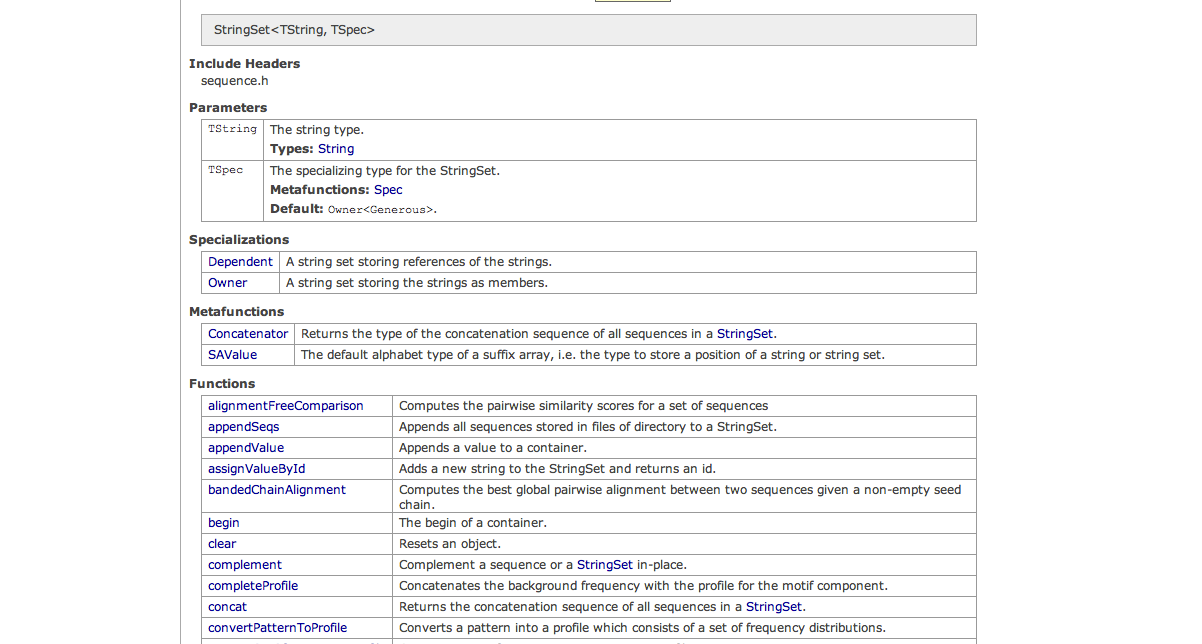 StringSet<TString, TSpec>
Include Headers
sequence.h
Parameters
TString The string type.
Types: String
TSpec The specializing type for the StringSet.
Metafunctions: Spec
Default: Owner<Generous>.
Specializations
Dependent A string set storing references of the strings.
Owner A string set storing the strings as members.
Metafunctions
Concatenator Returns the type of the concatenation sequence of all sequences in a StringSet.
SAValue The default alphabet type of a suffix array, i.e. the type to store a position of a string or string set.
Functions
alignmentFreeComparison Computes the pairwise similarity scores for a set of sequences
appendSeqs Appends all sequences stored in files of directory to a StringSet.
appendValue Appends a value to a container.
assignValueById Adds a new string to the StringSet and returns an id.
bandedChainAlignment Computes the best global pairwise alignment between two sequences given a non-empty seed
chain.
begin The begin of a container.
clear Resets an object.
complement Complement a sequence or a StringSet in-place.
completeProfile Concatenates the background frequency with the profile for the motif component.
concat Returns the concatenation sequence of all sequences in a StringSet.
convertPatternToProfile Converts a pattern into a profile which consists of a set of frequency distributions.